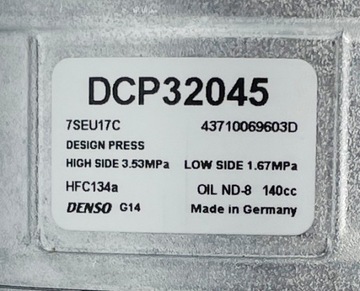 DCP32045
7SEU17C 43710069603D
DESIGN PRESS
HIGH SIDE 3.53MPa LOW SIDE 1.67MPa
HFC134a OIL ND-8 140cc
DENSO G14 Made in Germany